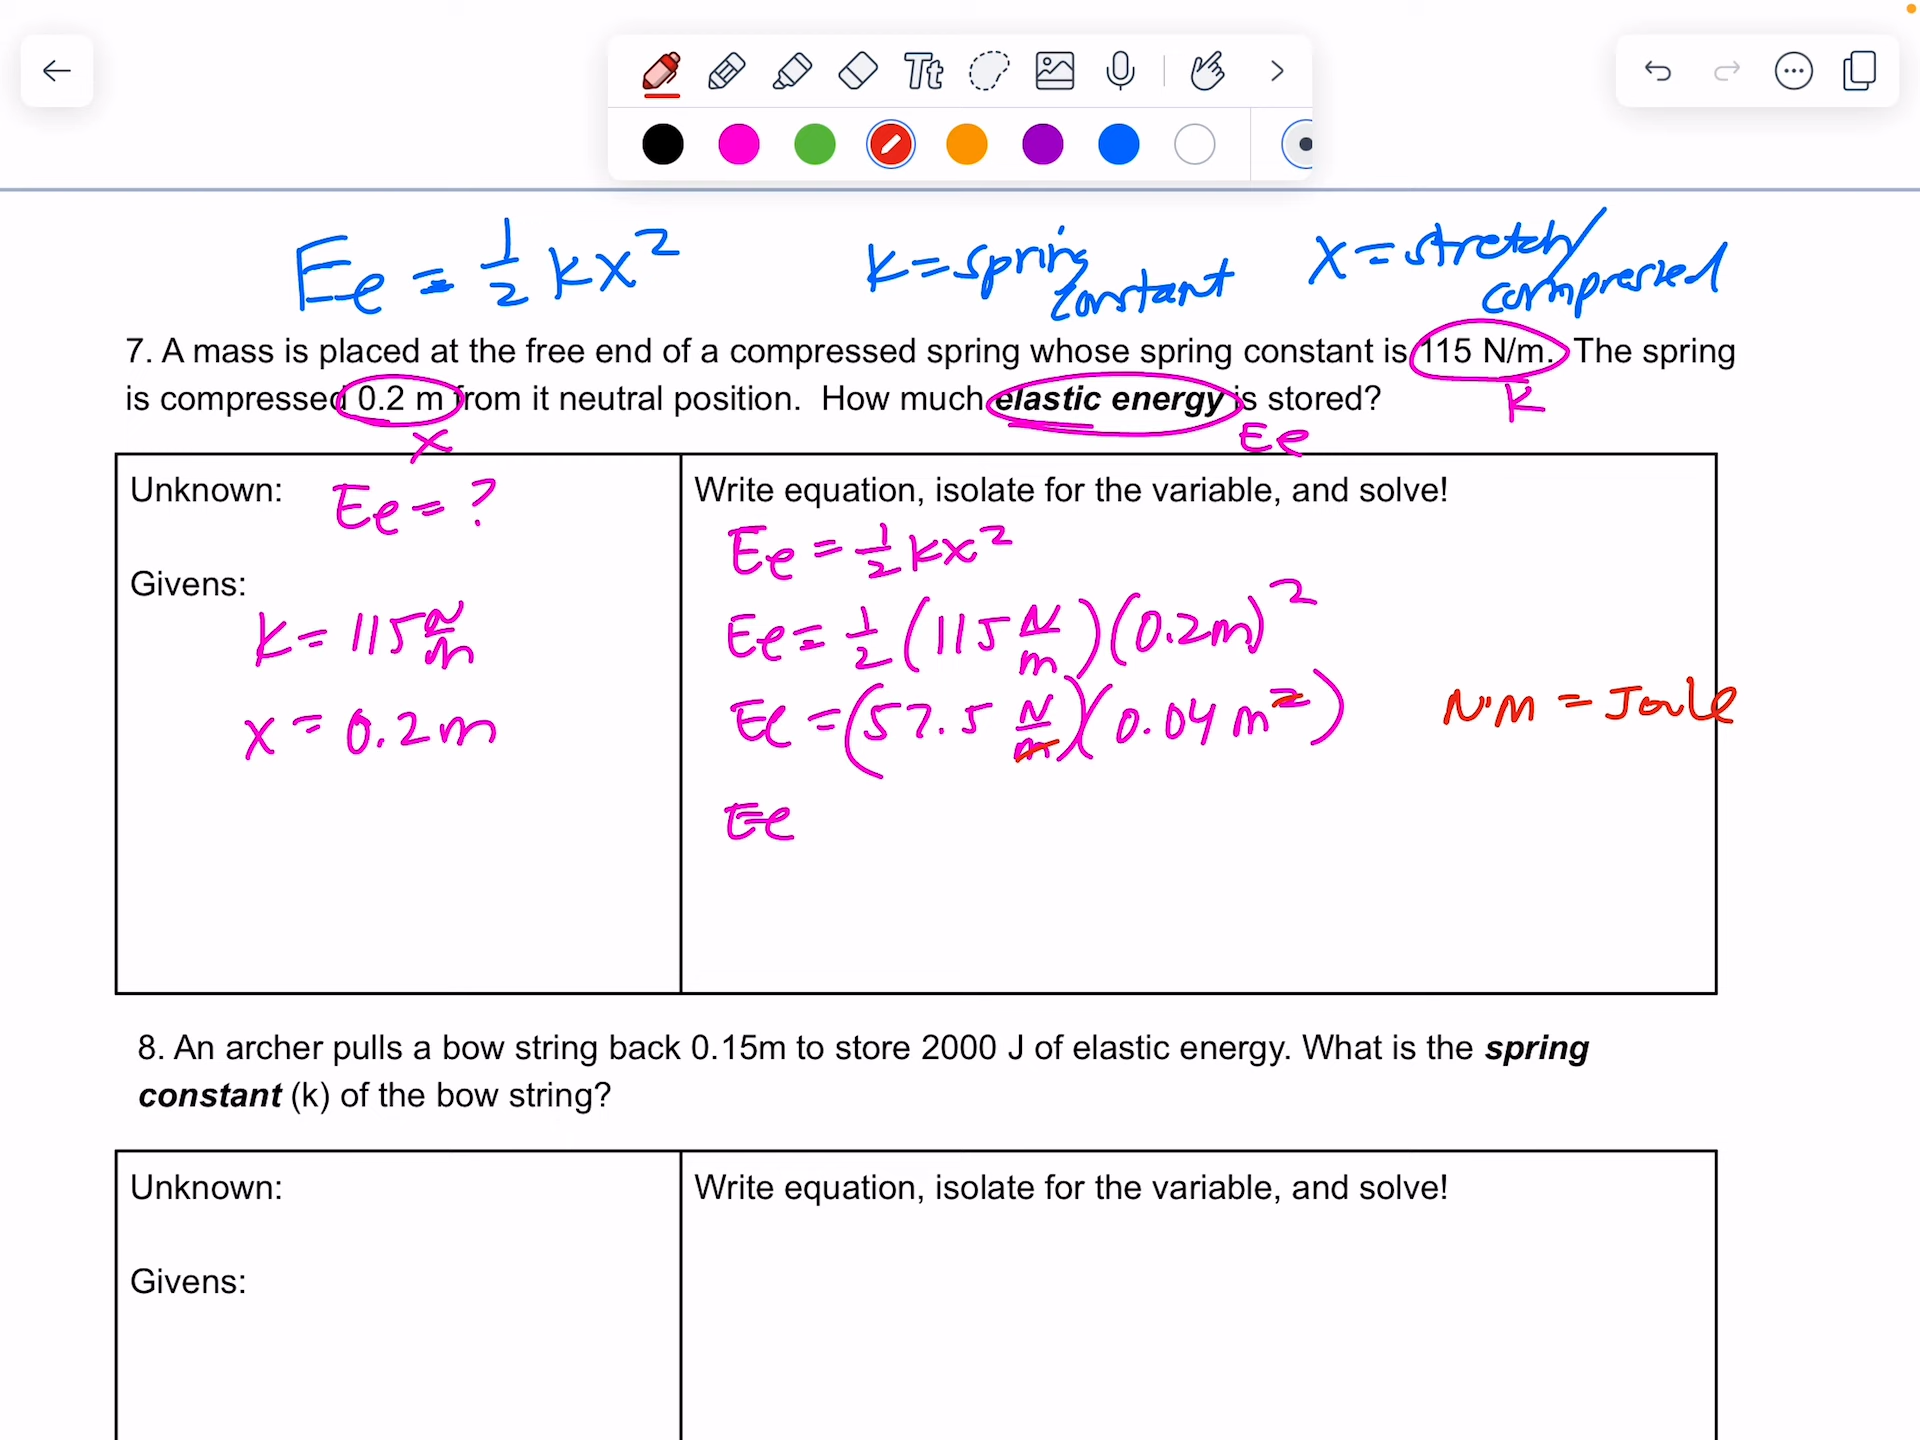 Tt
Ee = 1/2 kx²
k = spring constant
x = stretch/compressed
7. A mass is placed at the free end of a compressed spring whose spring constant is 115 N/m. The spring
is compressed 0.2 m from it neutral position. How much elastic energy is stored?
k
x
Ee
Unknown: Ee = ?
Givens:
k = 115 N/m
x = 0.2 m
Write equation, isolate for the variable, and solve!
Ee = 1/2 kx²
Ee = 1/2 (115 N/m)(0.2m)²
Ee = (57.5 N/m)(0.04 m²)
N·m = Joule
Ee
8. An archer pulls a bow string back 0.15m to store 2000 J of elastic energy. What is the spring
constant (k) of the bow string?
Unknown:
Givens:
Write equation, isolate for the variable, and solve!